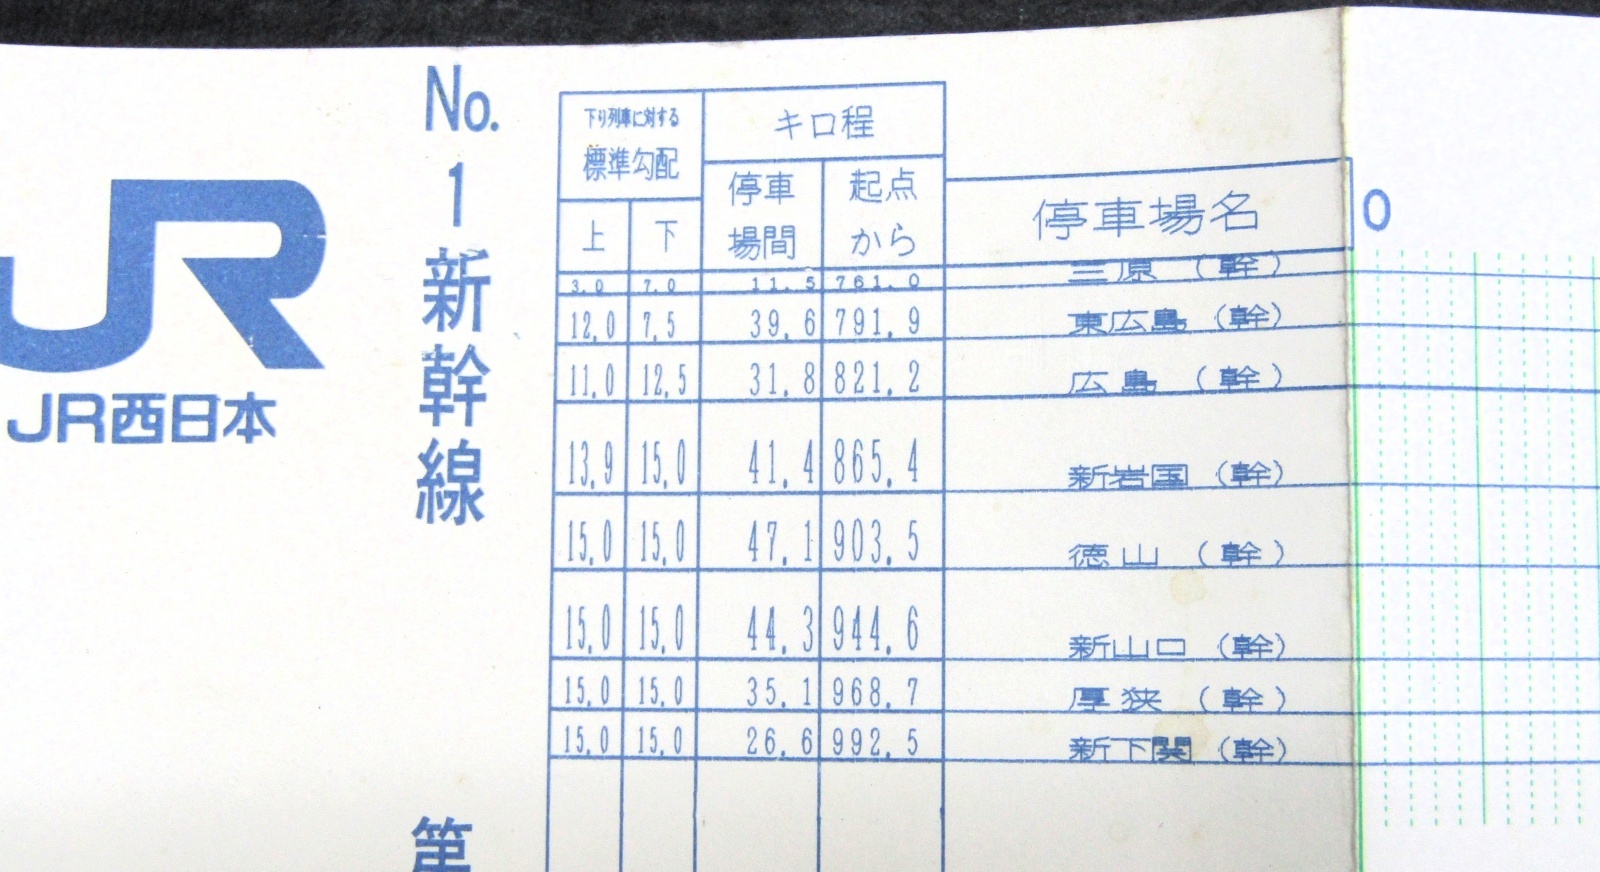 JR
JR西日本
No.1新幹線
第
下り列車に対する
標準勾配
上 下
キロ程
停車場間 起点から
停車場名
0
3.0 7.0 11.5 761.0 三原(幹)
12.0 7.5 39.6 791.9 東広島(幹)
11.0 12.5 31.8 821.2 広島(幹)
13.9 15.0 41.4 865.4 新岩国(幹)
15.0 15.0 47.1 903.5 徳山(幹)
15.0 15.0 44.3 944.6 新山口(幹)
15.0 15.0 35.1 968.7 厚狭(幹)
15.0 15.0 26.6 992.5 新下関(幹)